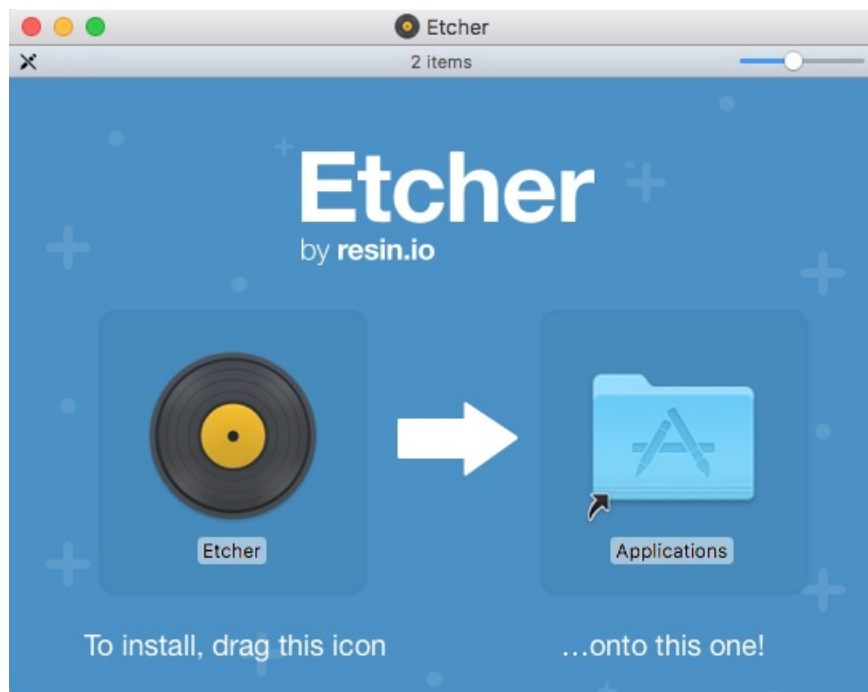 Etcher
2 items
Etcher
by resin.io
Etcher
Applications
To install, drag this icon
...onto this one!